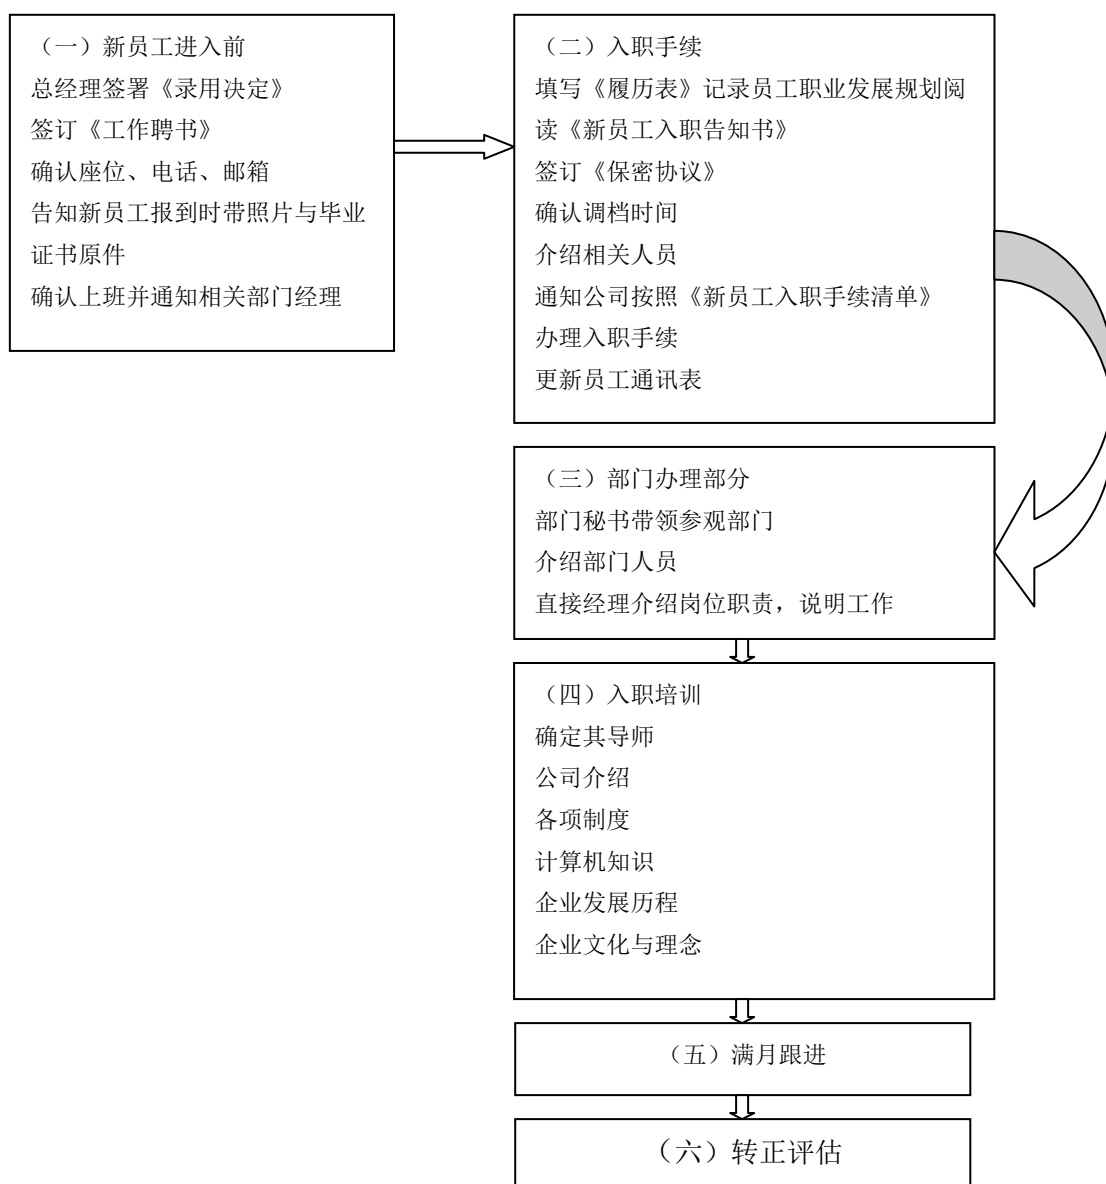 （一）新员工进入前
总经理签署《录用决定》
签订《工作聘书》
确认座位、电话、邮箱
告知新员工报到时带照片与毕业
证书原件
确认上班并通知相关部门经理
（二）入职手续
填写《履历表》记录员工职业发展规划阅
读《新员工入职告知书》
签订《保密协议》
确认调档时间
介绍相关人员
通知公司按照《新员工入职手续清单》
办理入职手续
更新员工通讯表
（三）部门办理部分
部门秘书带领参观部门
介绍部门人员
直接经理介绍岗位职责，说明工作
（四）入职培训
确定其导师
公司介绍
各项制度
计算机知识
企业发展历程
企业文化与理念
（五）满月跟进
（六）转正评估